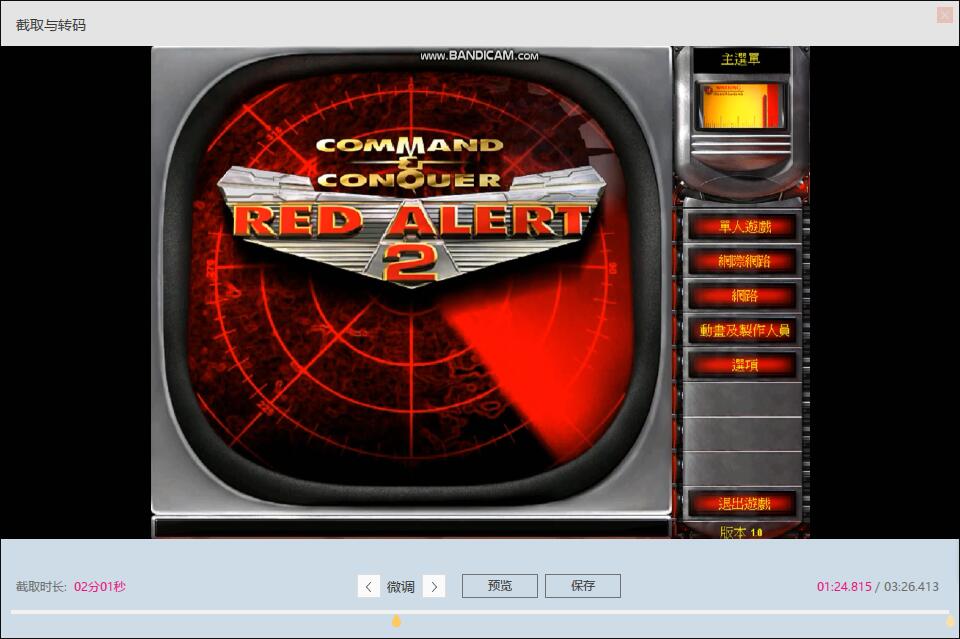 截取与转码
WWW.BANDICAM.COM
主選單
COMMAND
&
CONQUER
RED ALERT
2
單人遊戲
網際網路
網路
動畫及製作人員
選項
退出遊戲
版本 1.0
截取时长: 02分01秒
微调
预览
保存
01:24.815 / 03:26.413